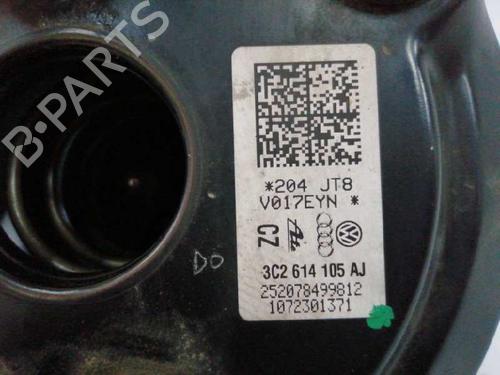 B-PARTS
*204 JT8
V017EYN *
CZ
3C2 614 105 AJ
252078499812
1072301371
DO